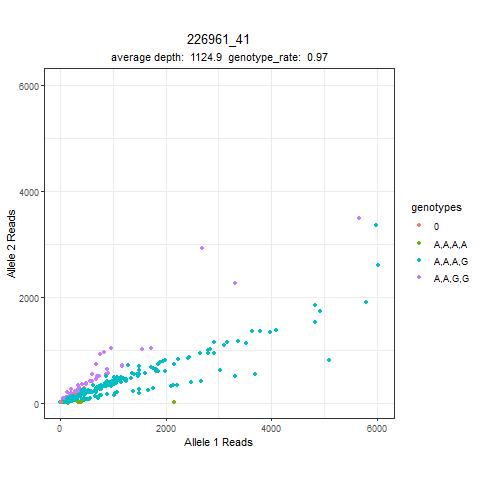 226961_41
average depth:  1124.9  genotype_rate:  0.97
6000
4000
2000
0
Allele 2 Reads
0
2000
4000
6000
Allele 1 Reads
genotypes
0
A,A,A,A
A,A,A,G
A,A,G,G